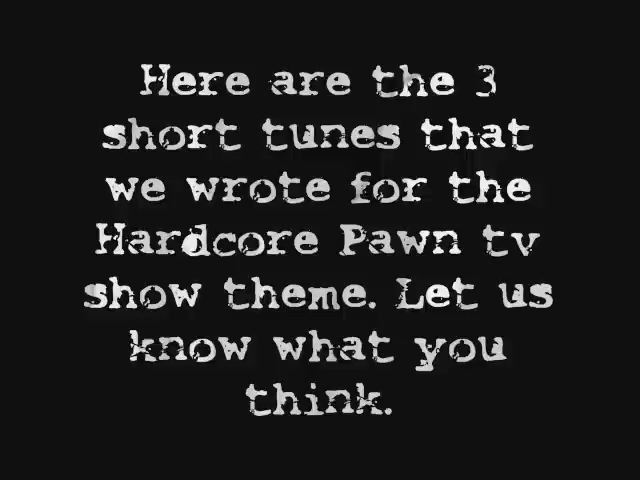 Here are the 3
short tunes that
we wrote for the
Hardcore Pawn tv
show theme. Let us
know what you
think.